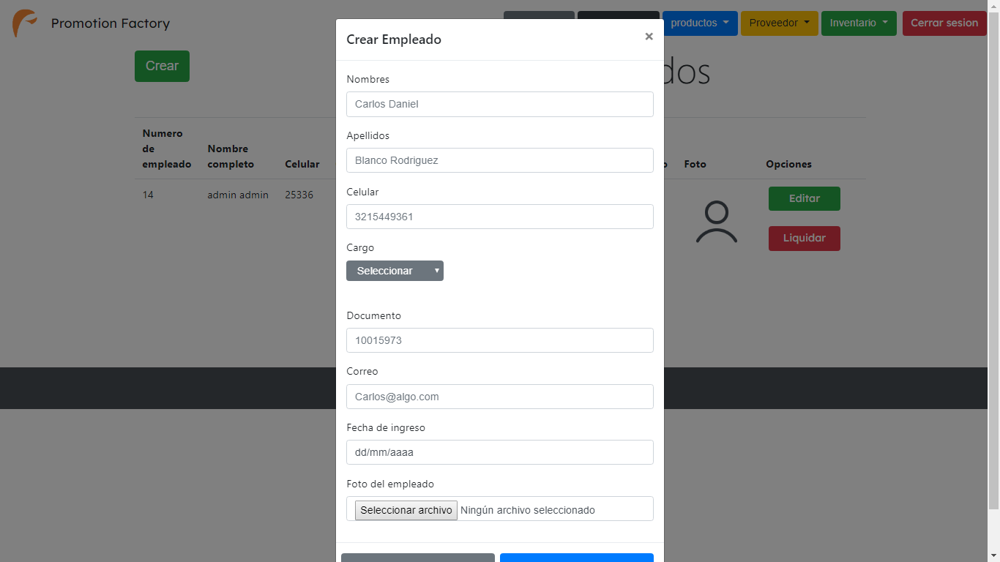 Promotion Factory
productos
Proveedor
Inventario
Cerrar sesion
Crear
dos
Crear Empleado
×
Nombres
Carlos Daniel
Apellidos
Blanco Rodriguez
Celular
3215449361
Cargo
Seleccionar
Documento
10015973
Correo
Carlos@algo.com
Fecha de ingreso
dd/mm/aaaa
Foto del empleado
Seleccionar archivo Ningún archivo seleccionado
Numero
de
empleado
Nombre
completo
Celular
o
Foto
Opciones
14
admin admin
25336
Editar
Liquidar